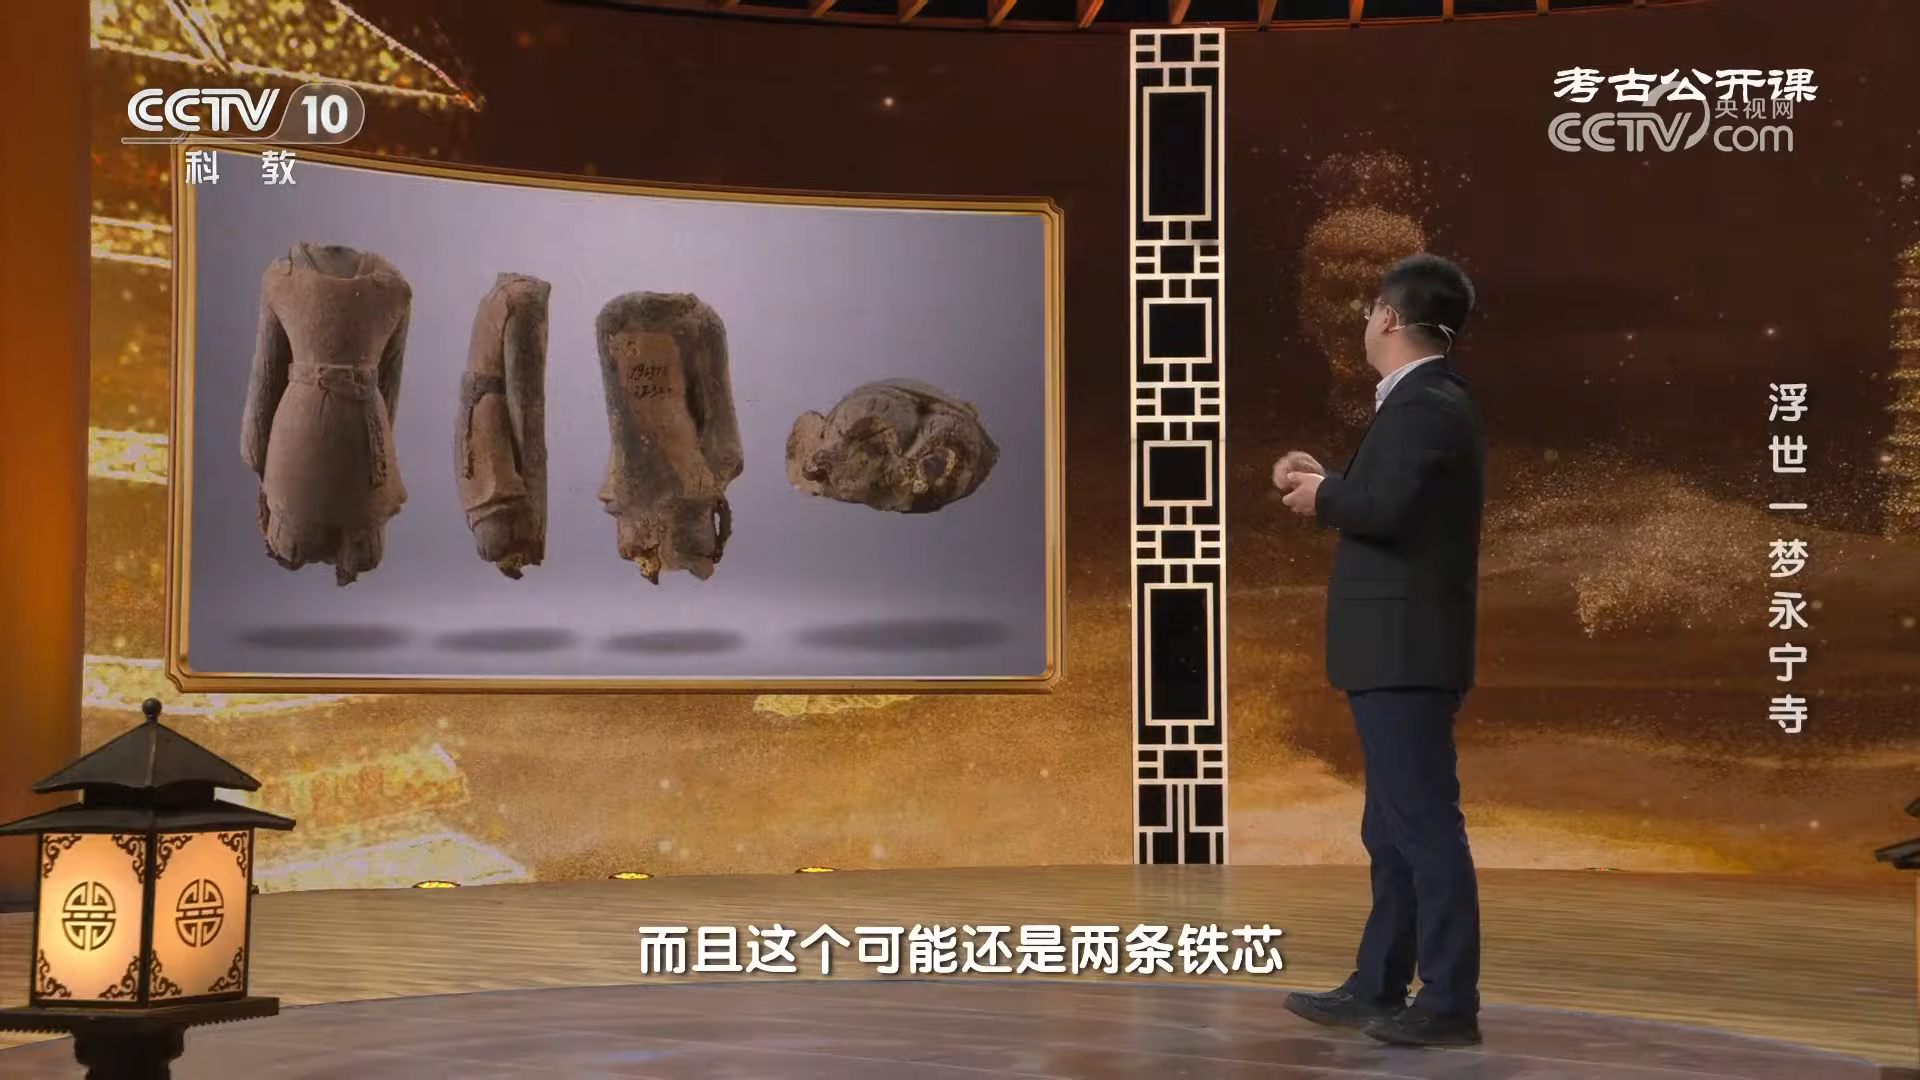 CCTV 10
科 教
考古公开课
央视网
CCTV.com
浮世一梦永宁寺
而且这个可能还是两条铁芯